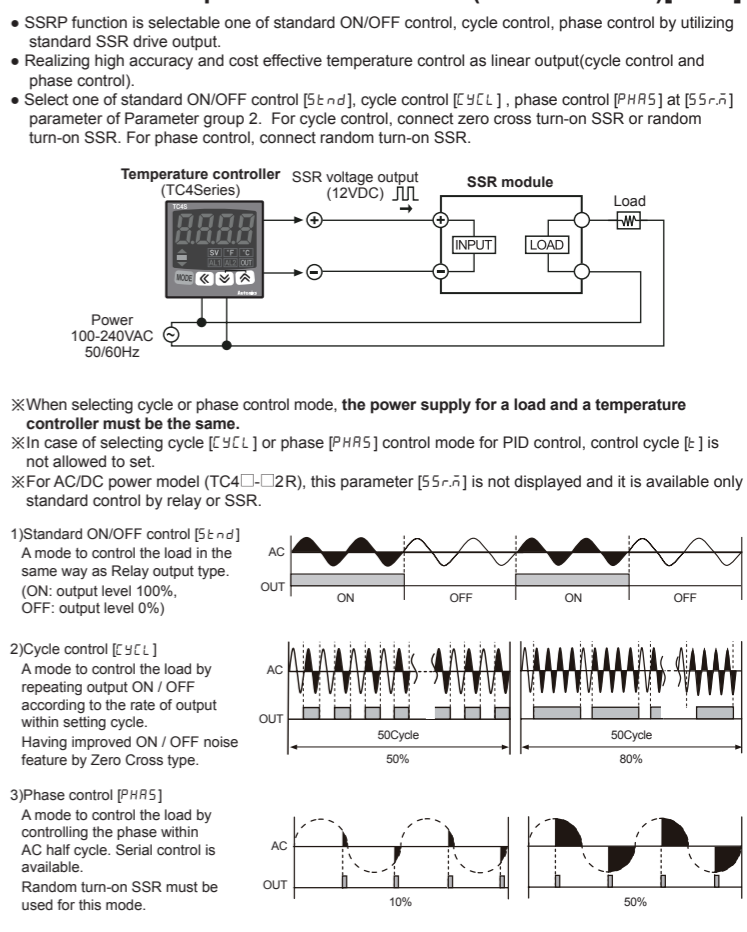 ● SSRP function is selectable one of standard ON/OFF control, cycle control, phase control by utilizing
standard SSR drive output.
● Realizing high accuracy and cost effective temperature control as linear output(cycle control and
phase control).
● Select one of standard ON/OFF control [Stnd], cycle control [CYCL] , phase control [PHAS] at [SSr.m]
parameter of Parameter group 2. For cycle control, connect zero cross turn-on SSR or random
turn-on SSR. For phase control, connect random turn-on SSR.
Temperature controller
(TC4Series)
SSR voltage output
(12VDC)
SSR module
Load
TC4S
8.8.8.8
SV °F °C
AL1 AL2 OUT
MODE
Autonics
+
−
+
−
INPUT
LOAD
Power
100-240VAC
50/60Hz
※When selecting cycle or phase control mode, the power supply for a load and a temperature
controller must be the same.
※In case of selecting cycle [CYCL] or phase [PHAS] control mode for PID control, control cycle [t] is
not allowed to set.
※For AC/DC power model (TC4□-□2R), this parameter [SSr.m] is not displayed and it is available only
standard control by relay or SSR.
1)Standard ON/OFF control [Stnd]
A mode to control the load in the
same way as Relay output type.
(ON: output level 100%,
OFF: output level 0%)
AC
OUT
ON
OFF
ON
OFF
2)Cycle control [CYCL]
A mode to control the load by
repeating output ON / OFF
according to the rate of output
within setting cycle.
Having improved ON / OFF noise
feature by Zero Cross type.
AC
OUT
50Cycle
50%
50Cycle
80%
3)Phase control [PHAS]
A mode to control the load by
controlling the phase within
AC half cycle. Serial control is
available.
Random turn-on SSR must be
used for this mode.
AC
OUT
10%
50%